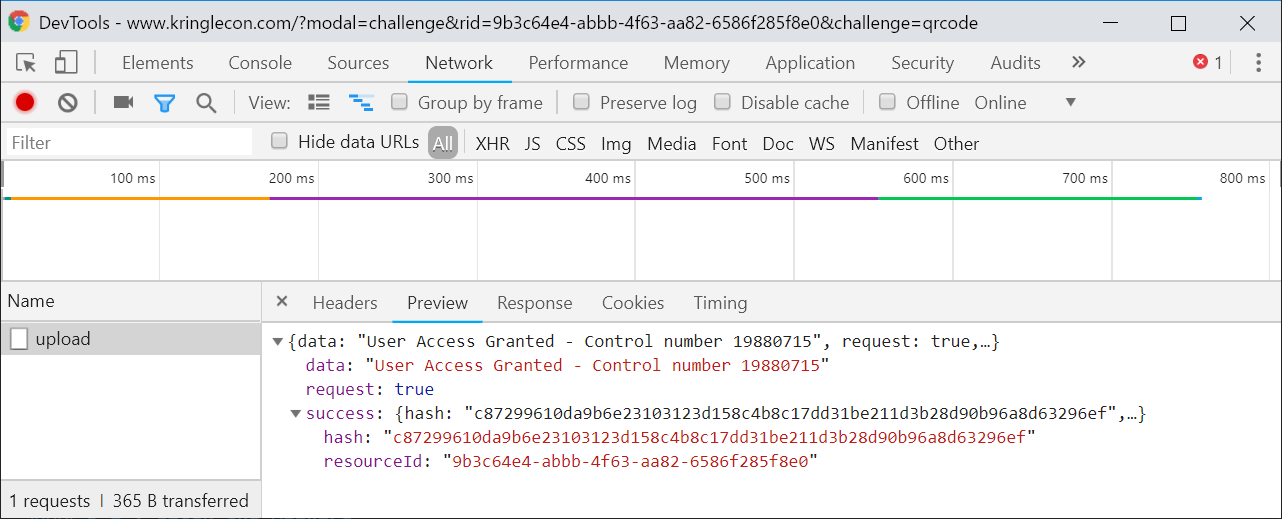 DevTools - www.kringlecon.com/?modal=challenge&rid=9b3c64e4-abbb-4f63-aa82-6586f285f8e0&challenge=qrcode
Elements Console Sources Network Performance Memory Application Security Audits » 1
View: Group by frame Preserve log Disable cache Offline Online
Filter Hide data URLs All XHR JS CSS Img Media Font Doc WS Manifest Other
100 ms 200 ms 300 ms 400 ms 500 ms 600 ms 700 ms 800 ms
Name × Headers Preview Response Cookies Timing
upload
{data: "User Access Granted - Control number 19880715", request: true,…}
data: "User Access Granted - Control number 19880715"
request: true
success: {hash: "c87299610da9b6e23103123d158c4b8c17dd31be211d3b28d90b96a8d63296ef",…}
hash: "c87299610da9b6e23103123d158c4b8c17dd31be211d3b28d90b96a8d63296ef"
resourceId: "9b3c64e4-abbb-4f63-aa82-6586f285f8e0"
1 requests | 365 B transferred